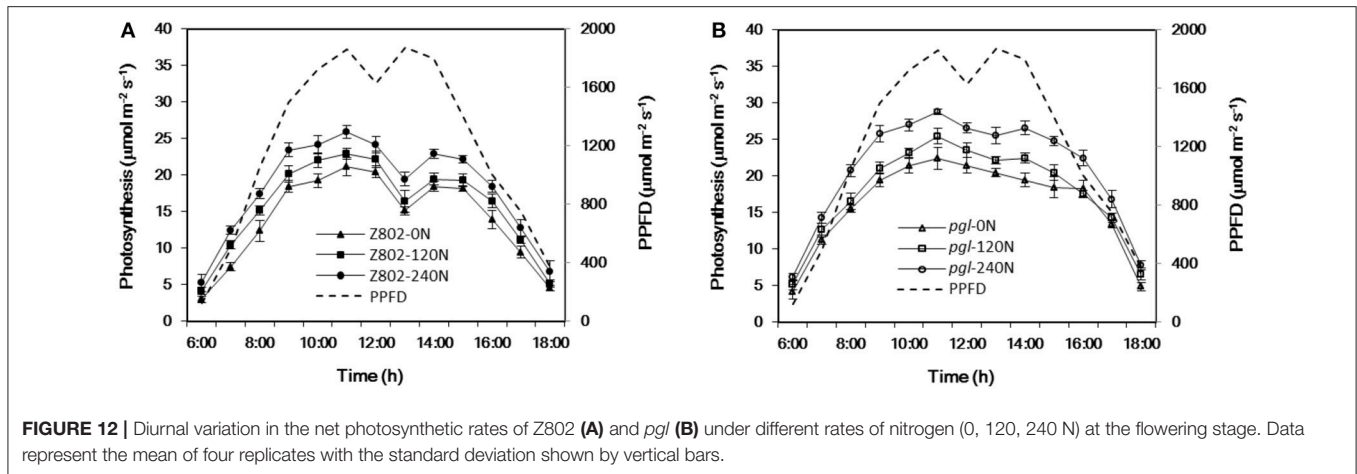 A
40
35
30
25
20
15
10
5
0
Photosynthesis (μmol m⁻² s⁻¹)
2000
1600
1200
800
400
0
PPFD (μmol m⁻² s⁻¹)
Z802-0N
Z802-120N
Z802-240N
PPFD
6:00 8:00 10:00 12:00 14:00 16:00 18:00
Time (h)
B
40
35
30
25
20
15
10
5
0
Photosynthesis (μmol m⁻² s⁻¹)
2000
1600
1200
800
400
0
PPFD (μmol m⁻² s⁻¹)
pgl-0N
pgl-120N
pgl-240N
PPFD
6:00 8:00 10:00 12:00 14:00 16:00 18:00
Time (h)
FIGURE 12 | Diurnal variation in the net photosynthetic rates of Z802 (A) and pgl (B) under different rates of nitrogen (0, 120, 240 N) at the flowering stage. Data
represent the mean of four replicates with the standard deviation shown by vertical bars.